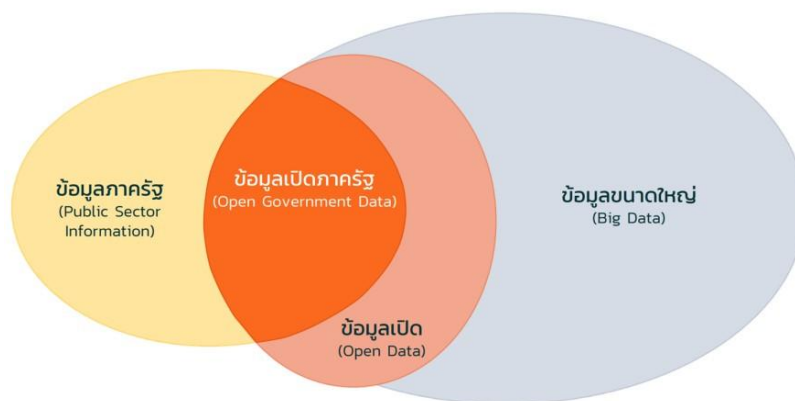 ข้อมูลภาครัฐ
(Public Sector
Information)
ข้อมูลเปิดภาครัฐ
(Open Government Data)
ข้อมูลขนาดใหญ่
(Big Data)
ข้อมูลเปิด
(Open Data)